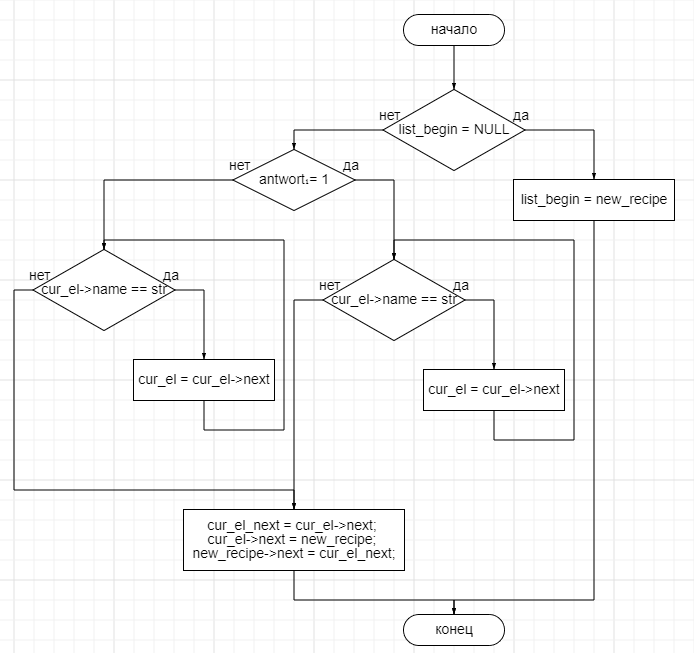 начало
нет
да
list_begin = NULL
нет
да
antwort:= 1
list_begin = new_recipe
нет
да
cur_el->name == str
нет
да
cur_el->name == str
cur_el = cur_el->next
cur_el = cur_el->next
cur_el_next = cur_el->next;
cur_el->next = new_recipe;
new_recipe->next = cur_el_next;
конец